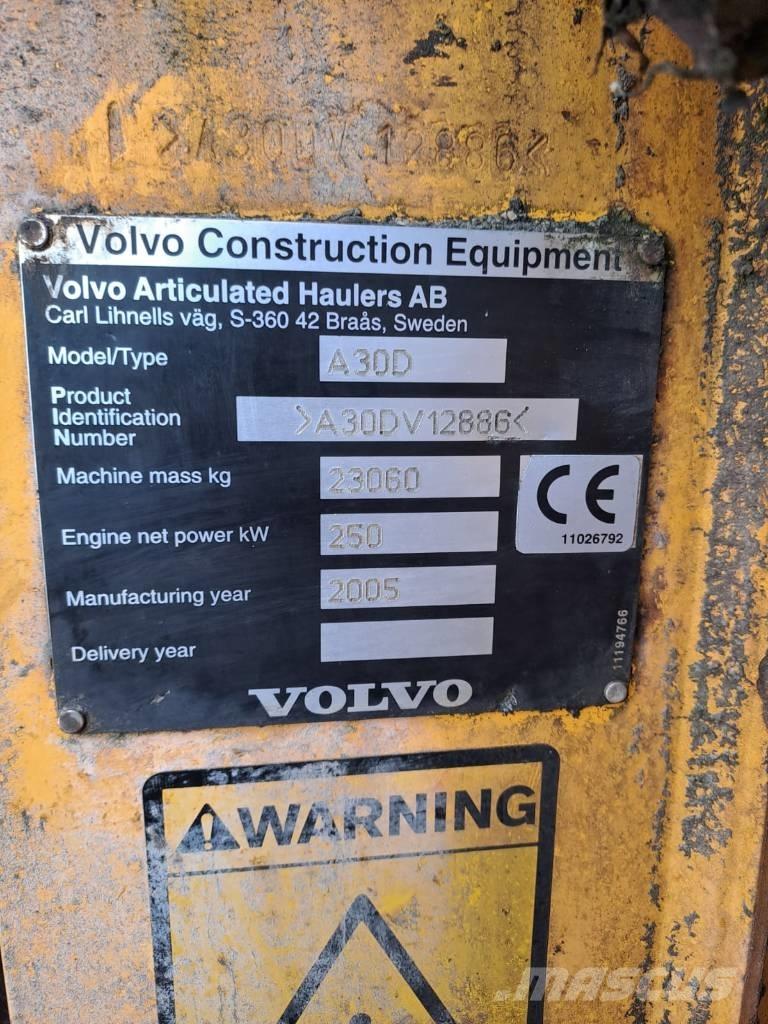 >A30DV 12886<
Volvo Construction Equipment
Volvo Articulated Haulers AB
Carl Lihnells väg, S-360 42 Braås, Sweden
Model/Type A30D
Product
Identification
Number >A30DV12886<
Machine mass kg 23060
CE
11026792
Engine net power kW 250
Manufacturing year 2005
Delivery year
11194766
VOLVO
WARNING
MASCUS